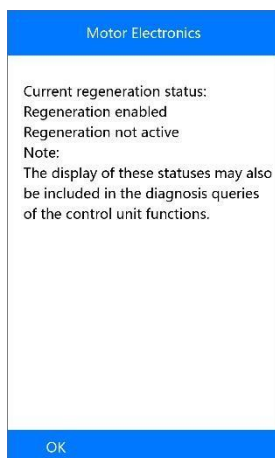 Motor Electronics
Current regeneration status:
Regeneration enabled
Regeneration not active
Note:
The display of these statuses may also
be included in the diagnosis queries
of the control unit functions.
OK